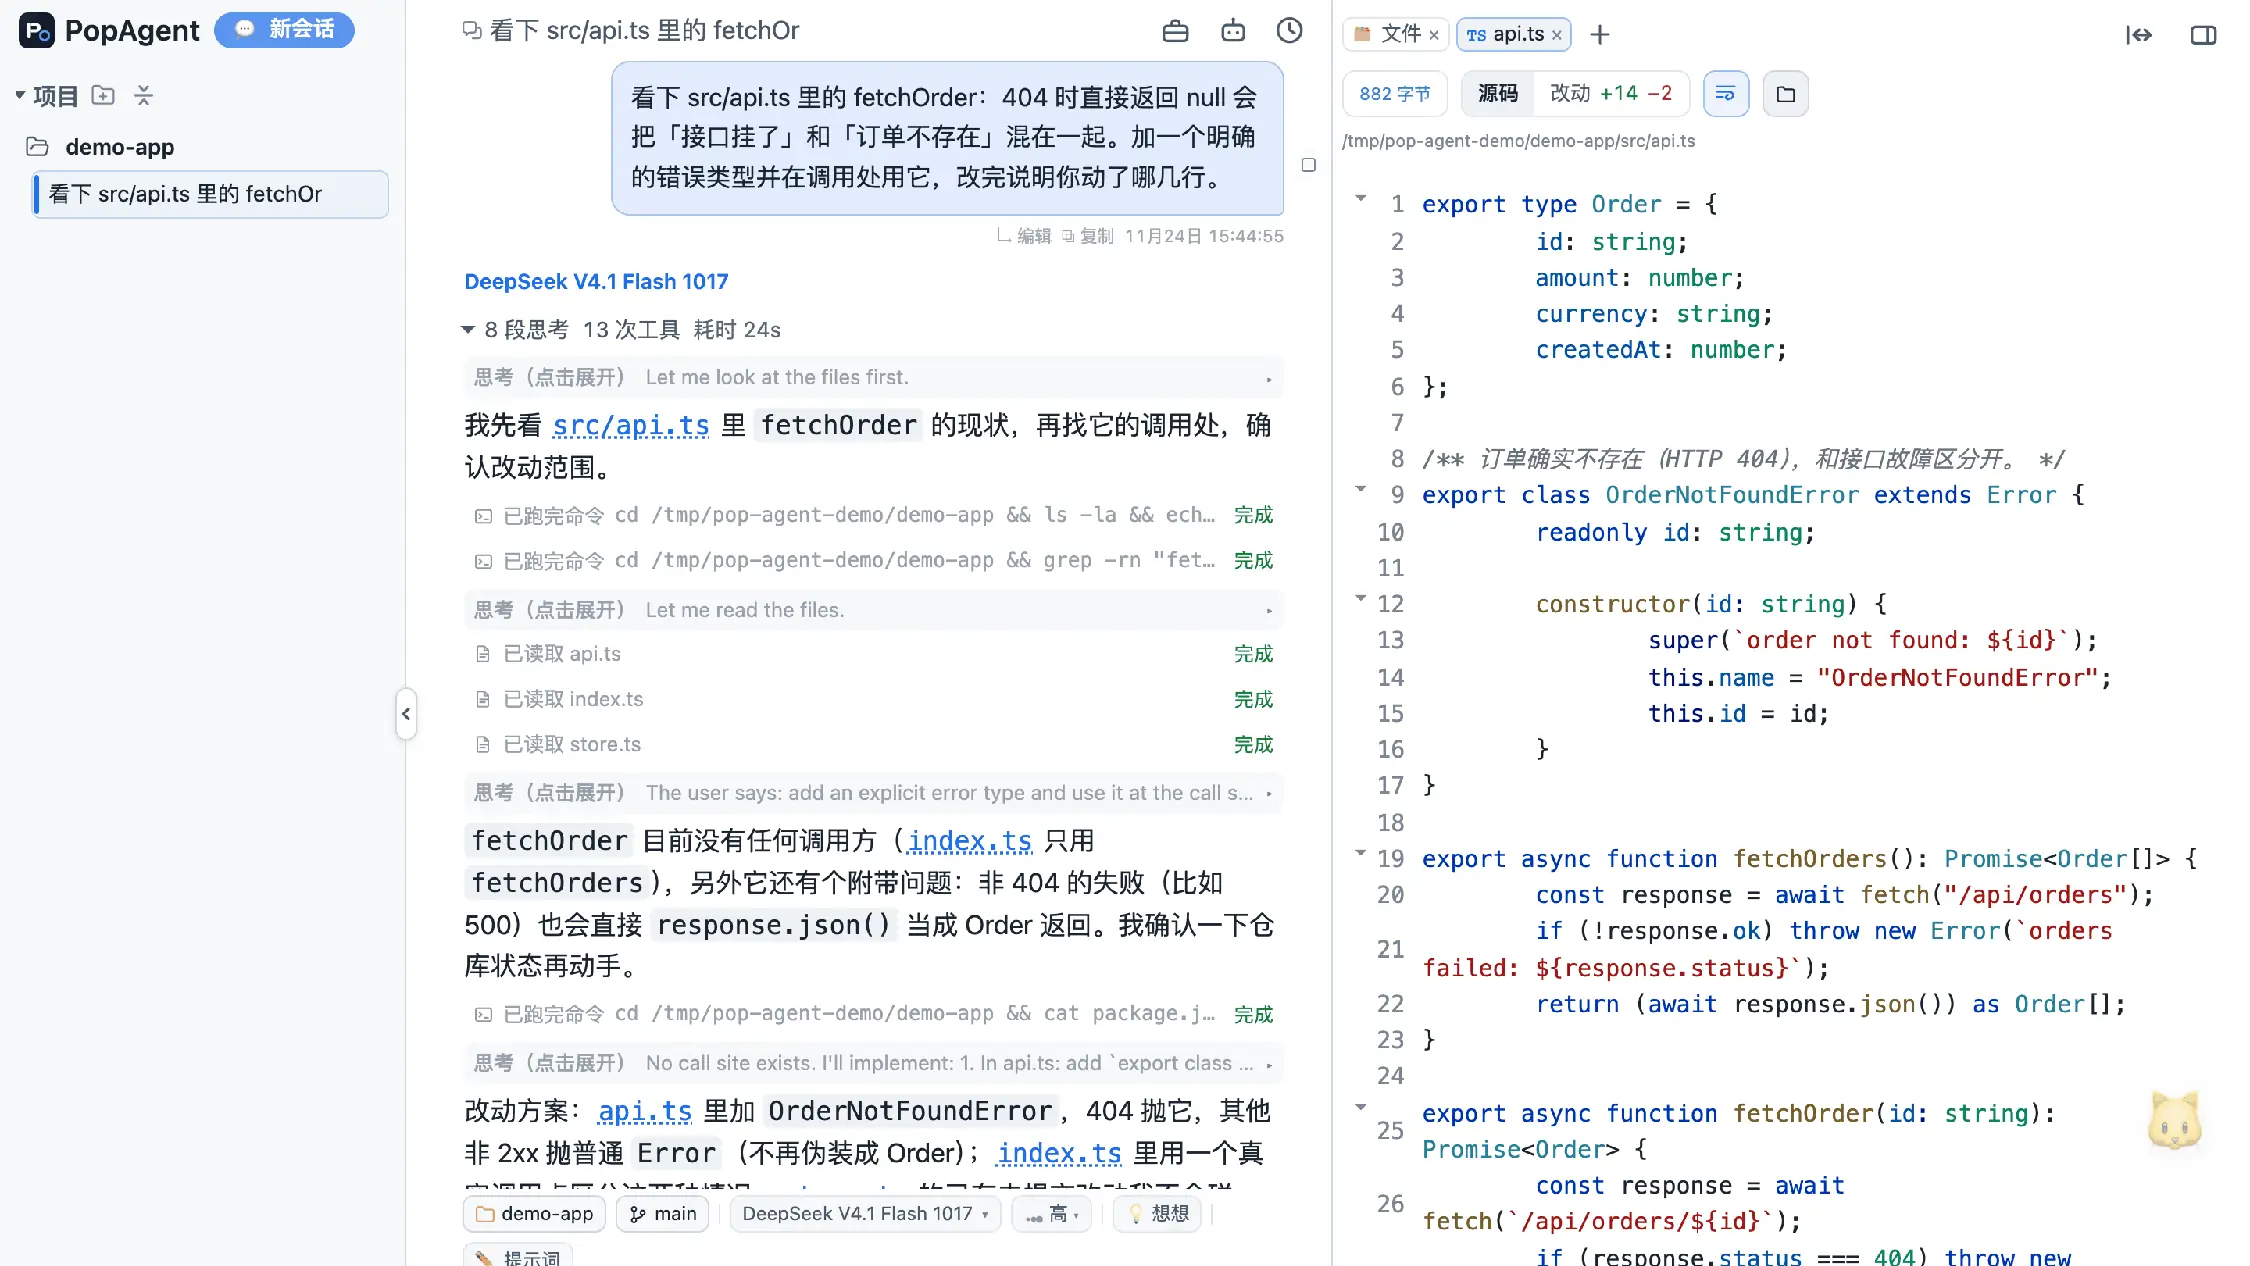 PopAgent
新会话
项目
demo-app
看下 src/api.ts 里的 fetchOr
看下 src/api.ts 里的 fetchOr
看下 src/api.ts 里的 fetchOrder：404 时直接返回 null 会
把「接口挂了」和「订单不存在」混在一起。加一个明确
的错误类型并在调用处用它，改完说明你动了哪几行。
编辑 复制 11月24日 15:44:55
DeepSeek V4.1 Flash 1017
8 段思考 13 次工具 耗时 24s
思考（点击展开） Let me look at the files first.
我先看 src/api.ts 里 fetchOrder 的现状，再找它的调用处，确
认改动范围。
已跑完命令 cd /tmp/pop-agent-demo/demo-app && ls -la && ech… 完成
已跑完命令 cd /tmp/pop-agent-demo/demo-app && grep -rn "fet… 完成
思考（点击展开） Let me read the files.
已读取 api.ts 完成
已读取 index.ts 完成
已读取 store.ts 完成
思考（点击展开） The user says: add an explicit error type and use it at the call s…
fetchOrder 目前没有任何调用方（index.ts 只用
fetchOrders），另外它还有个附带问题：非 404 的失败（比如
500）也会直接 response.json() 当成 Order 返回。我确认一下仓
库状态再动手。
已跑完命令 cd /tmp/pop-agent-demo/demo-app && cat package.j… 完成
思考（点击展开） No call site exists. I'll implement: 1. In api.ts: add `export class …
改动方案：api.ts 里加 OrderNotFoundError，404 抛它，其他
非 2xx 抛普通 Error（不再伪装成 Order）；index.ts 里用一个真
demo-app main DeepSeek V4.1 Flash 1017 高 想想
提示词
文件 × TS api.ts × +
882 字节 源码 改动 +14 −2
/tmp/pop-agent-demo/demo-app/src/api.ts
1 export type Order = {
2 id: string;
3 amount: number;
4 currency: string;
5 createdAt: number;
6 };
7
8 /** 订单确实不存在（HTTP 404），和接口故障区分开。 */
9 export class OrderNotFoundError extends Error {
10 readonly id: string;
11
12 constructor(id: string) {
13 super(`order not found: ${id}`);
14 this.name = "OrderNotFoundError";
15 this.id = id;
16 }
17 }
18
19 export async function fetchOrders(): Promise<Order[]> {
20 const response = await fetch("/api/orders");
21 if (!response.ok) throw new Error(`orders
failed: ${response.status}`);
22 return (await response.json()) as Order[];
23 }
24
25 export async function fetchOrder(id: string):
Promise<Order> {
26 const response = await
fetch(`/api/orders/${id}`);
if (response.status === 404) throw new